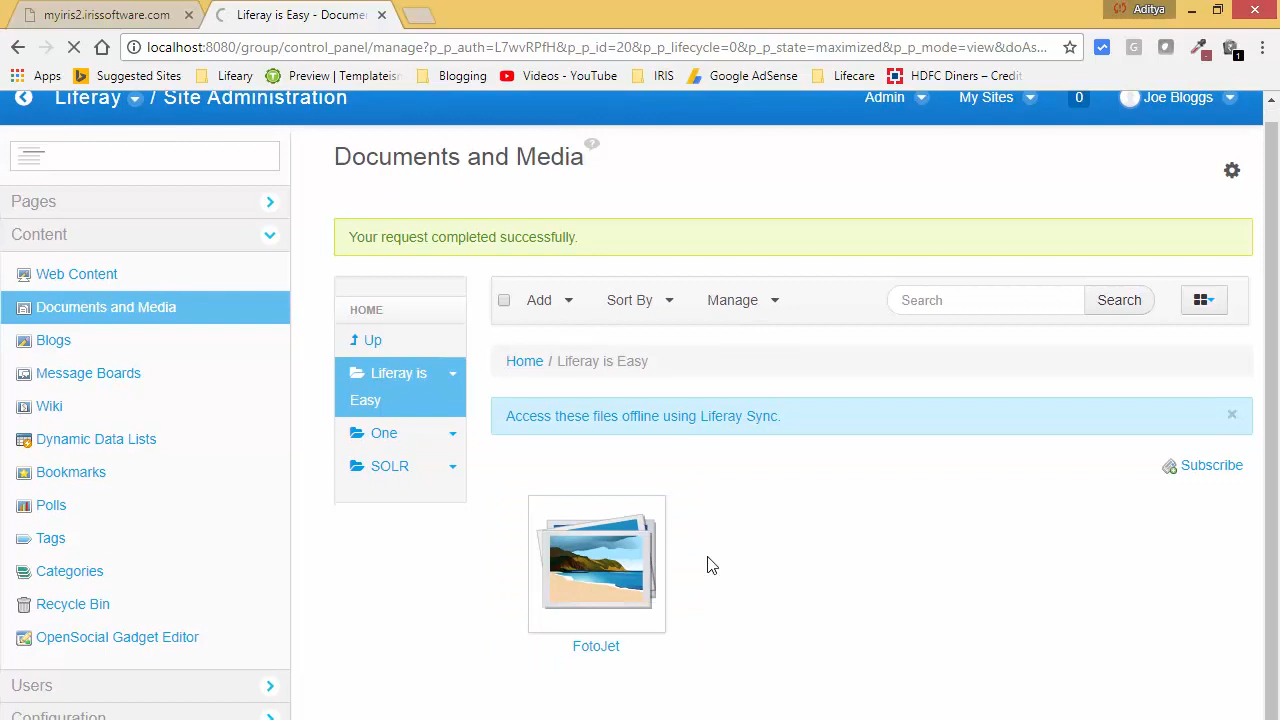 myiris2.irissoftware.com
Liferay is Easy - Docume
Aditya
localhost:8080/group/control_panel/manage?p_p_auth=L7wvRPfH&p_p_id=20&p_p_lifecycle=0&p_p_state=maximized&p_p_mode=view&doAs...
1
Apps
Suggested Sites
Lifeary
Preview | Templateis
Blogging
Videos - YouTube
IRIS
Google AdSense
Lifecare
HDFC Diners – Credit
Liferay / Site Administration
Admin
My Sites
0
Joe Bloggs
Documents and Media
Pages
Content
Your request completed successfully.
Web Content
Documents and Media
Blogs
Message Boards
Wiki
Dynamic Data Lists
Bookmarks
Polls
Tags
Categories
Recycle Bin
OpenSocial Gadget Editor
Users
Configuration
HOME
Up
Liferay is
Easy
One
SOLR
Add
Sort By
Manage
Search
Search
Home / Liferay is Easy
Access these files offline using Liferay Sync.
Subscribe
FotoJet